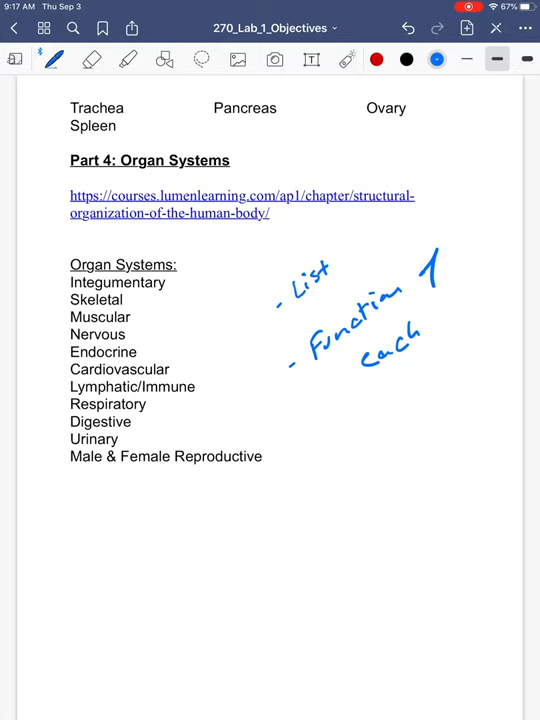 9:17 AM Thu Sep 3
67%
270_Lab_1_Objectives
Trachea Pancreas Ovary
Spleen
Part 4: Organ Systems
https://courses.lumenlearning.com/ap1/chapter/structural-
organization-of-the-human-body/
Organ Systems:
Integumentary
Skeletal
Muscular
Nervous
Endocrine
Cardiovascular
Lymphatic/Immune
Respiratory
Digestive
Urinary
Male & Female Reproductive
- List
- Function
each